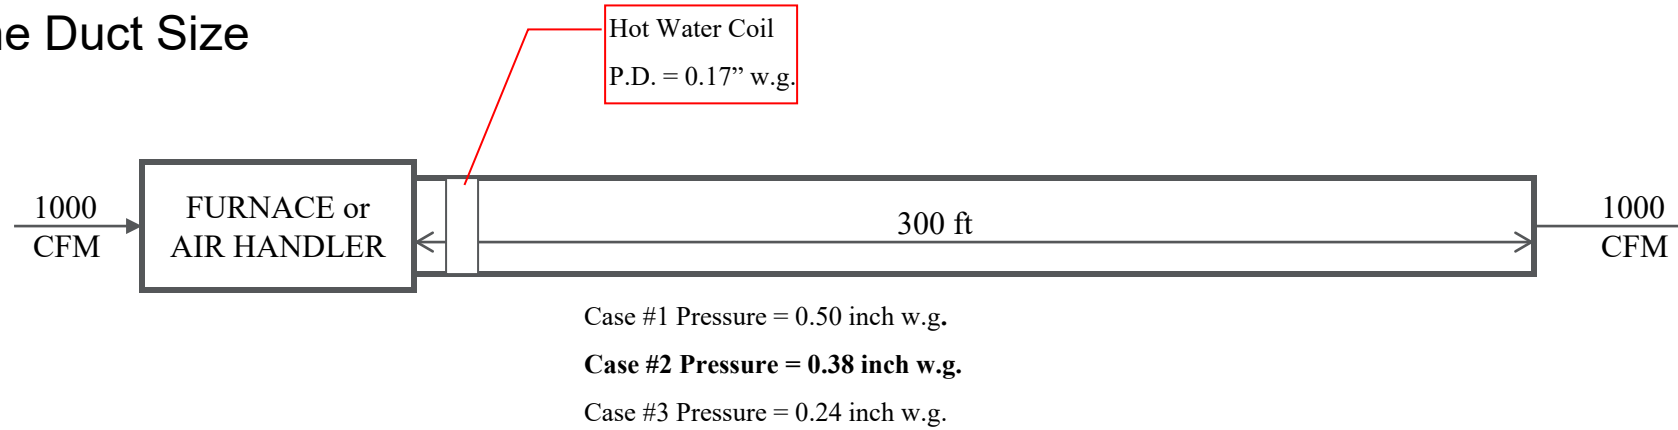 ne Duct Size
Hot Water Coil
P.D. = 0.17” w.g.
1000
CFM
FURNACE or
AIR HANDLER
300 ft
1000
CFM
Case #1 Pressure = 0.50 inch w.g.
Case #2 Pressure = 0.38 inch w.g.
Case #3 Pressure = 0.24 inch w.g.